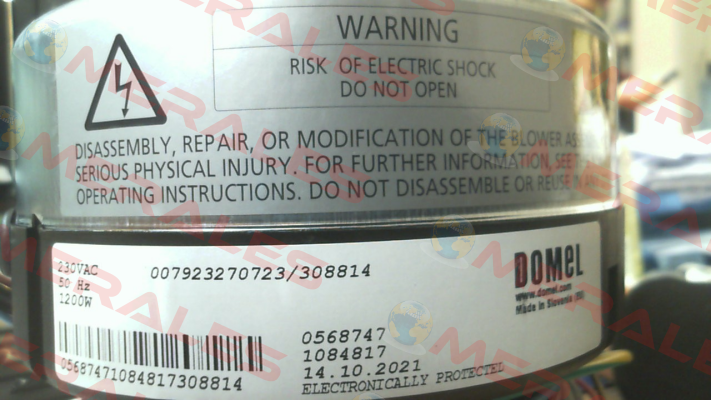 WARNING
RISK OF ELECTRIC SHOCK
DO NOT OPEN
DISASSEMBLY, REPAIR, OR MODIFICATION OF THE BLOWER
SERIOUS PHYSICAL INJURY. FOR FURTHER INFORMATION, SEE
OPERATING INSTRUCTIONS. DO NOT DISASSEMBLE OR REUSE
230VAC
50 Hz
1200W
007923270723/308814
DOMEL
www.domel.com
Made in Slovenia
0568747
1084817
14.10.2021
ELECTRONICALLY PROTECTED
05687471084817308814
MERALES